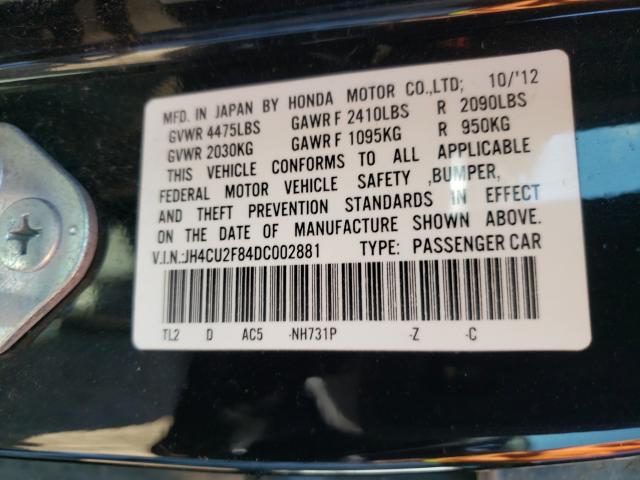 MFD. IN JAPAN BY HONDA MOTOR CO.,LTD; 10/'12
GVWR 4475LBS GAWR F 2410LBS R 2090LBS
GVWR 2030KG GAWR F 1095KG R 950KG
THIS VEHICLE CONFORMS TO ALL APPLICABLE
FEDERAL MOTOR VEHICLE SAFETY ,BUMPER,
AND THEFT PREVENTION STANDARDS IN EFFECT
ON THE DATE OF MANUFACTURE SHOWN ABOVE.
V.I.N.:JH4CU2F84DC002881 TYPE: PASSENGER CAR
TL2 D AC5 -NH731P -Z -C